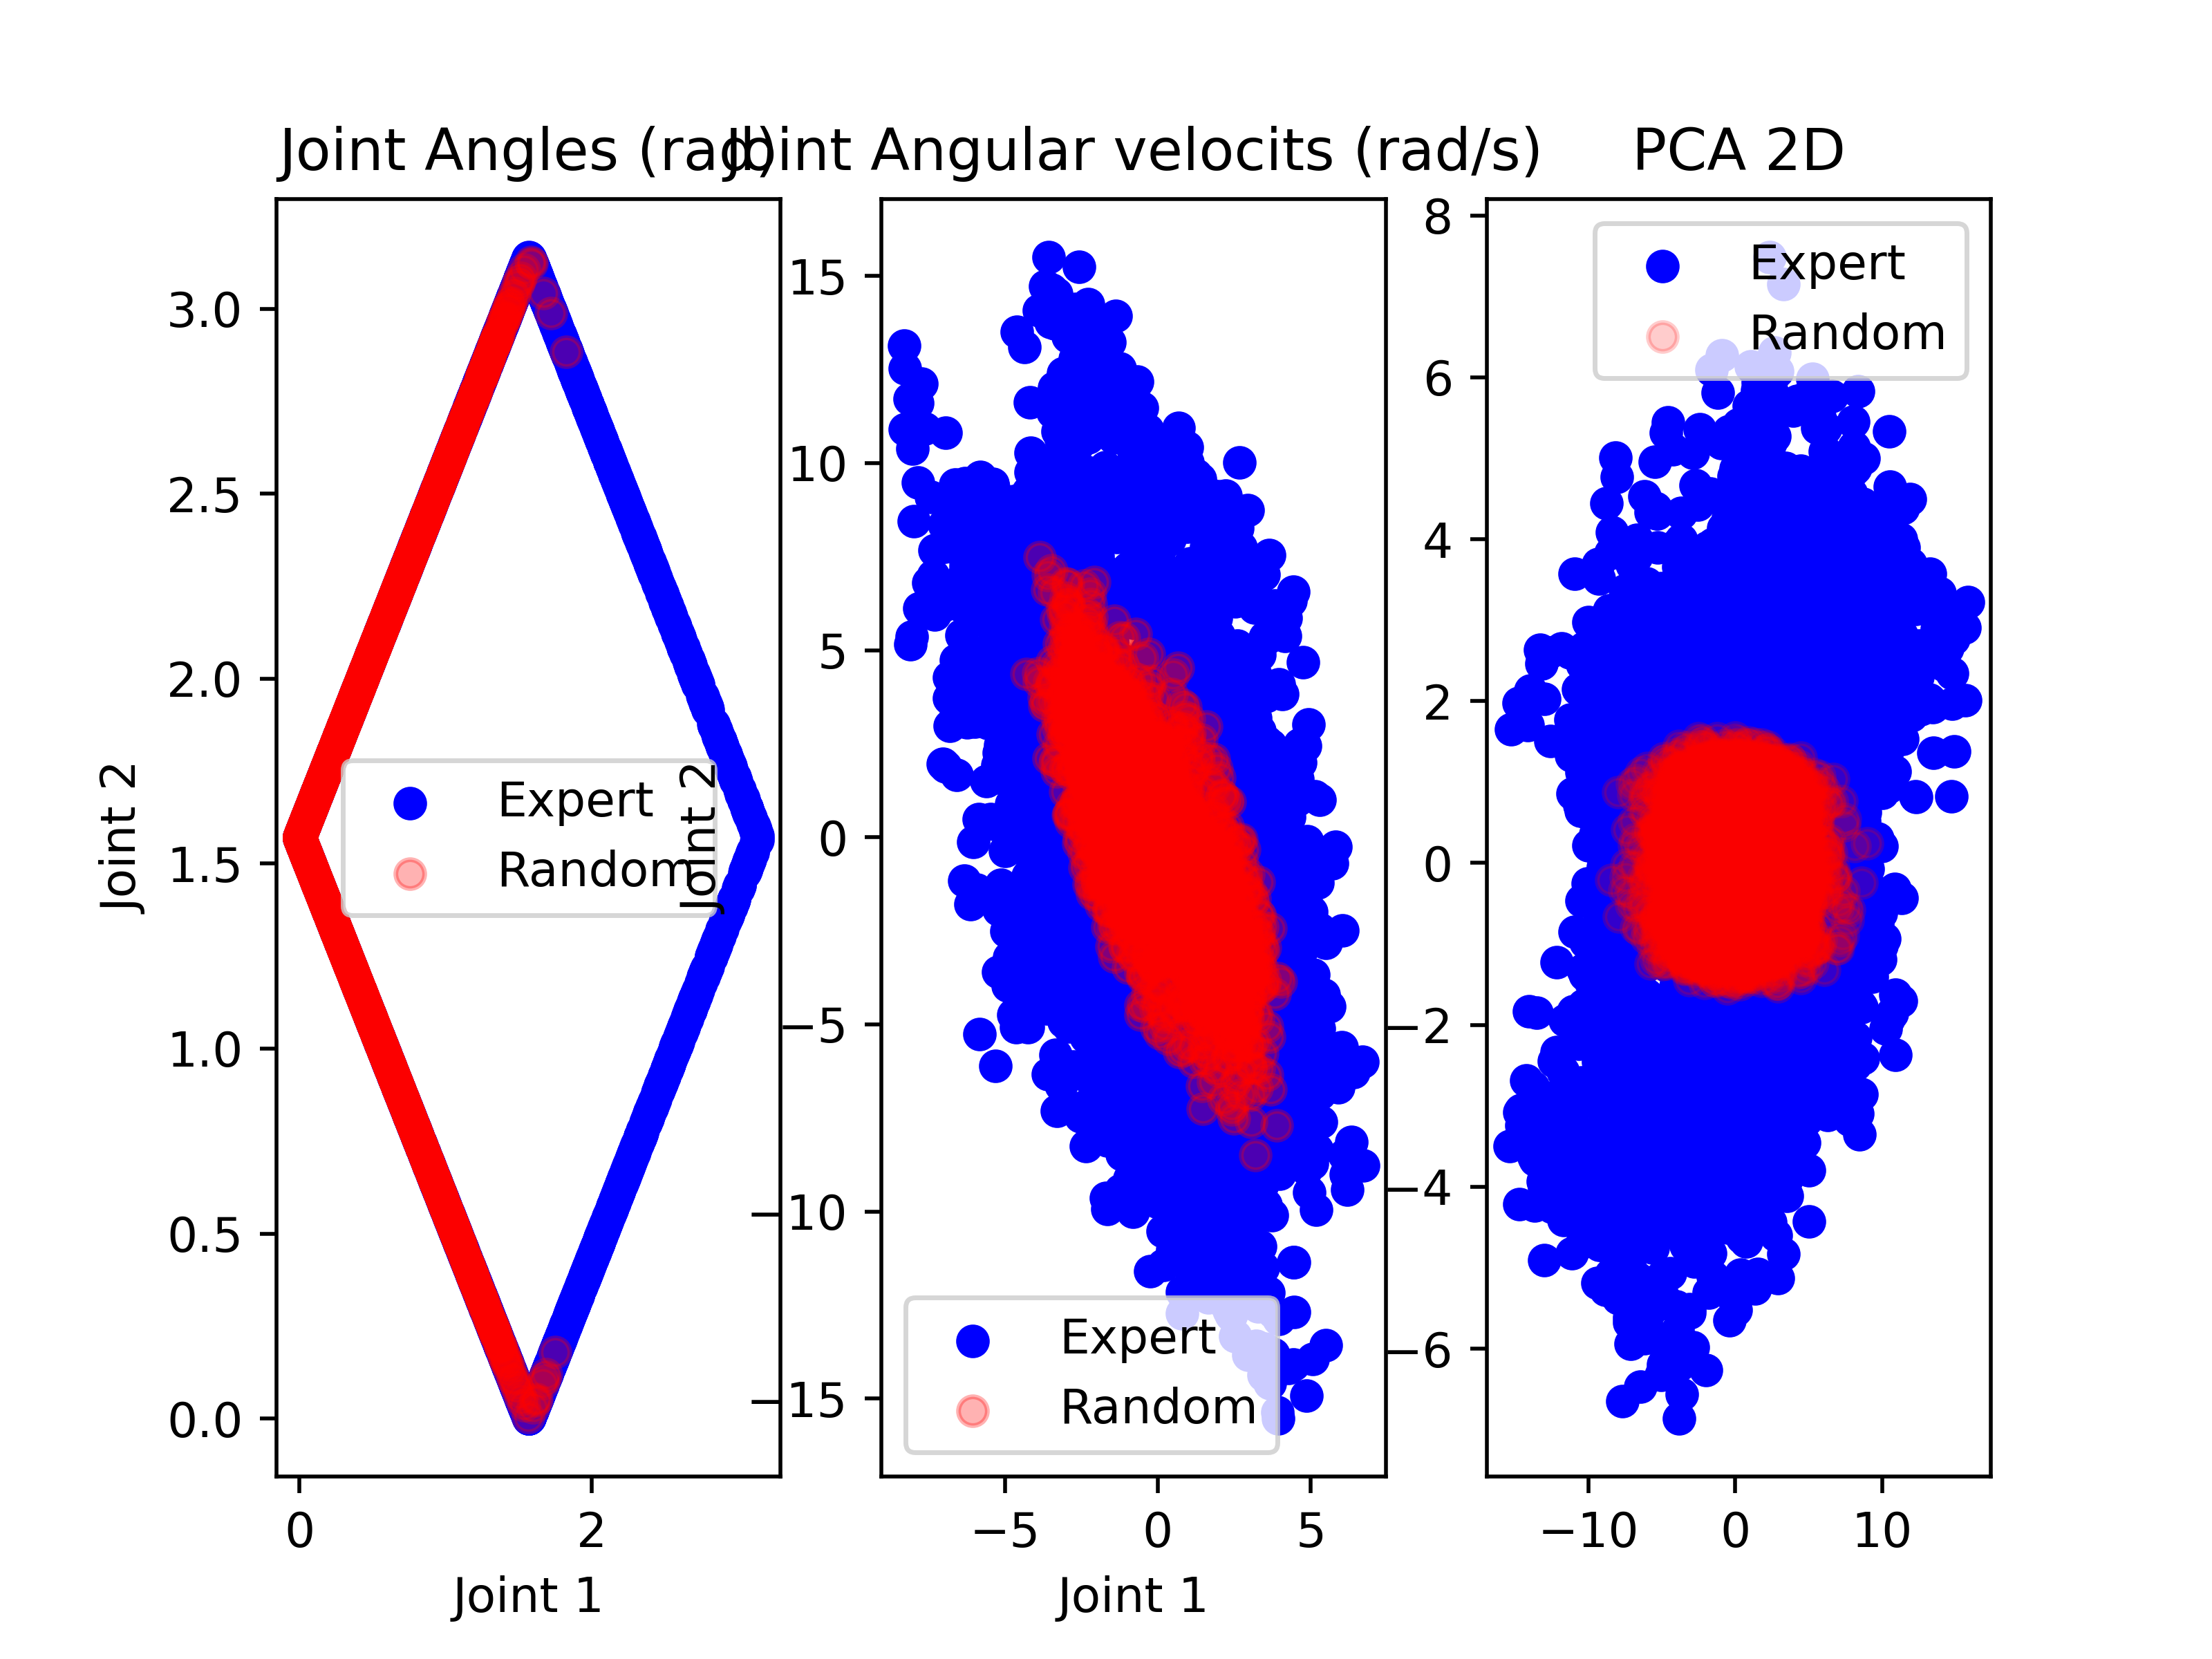 Joint Angles (rad)
Joint Angular velocits (rad/s)
PCA 2D
3.0
2.5
2.0
1.5
1.0
0.5
0.0
Joint 2
Expert
Random
0 2
Joint 1
15
10
5
0
−5
−10
−15
Joint 2
Expert
Random
−5 0 5
Joint 1
8
6
4
2
0
−2
−4
−6
Expert
Random
−10 0 10